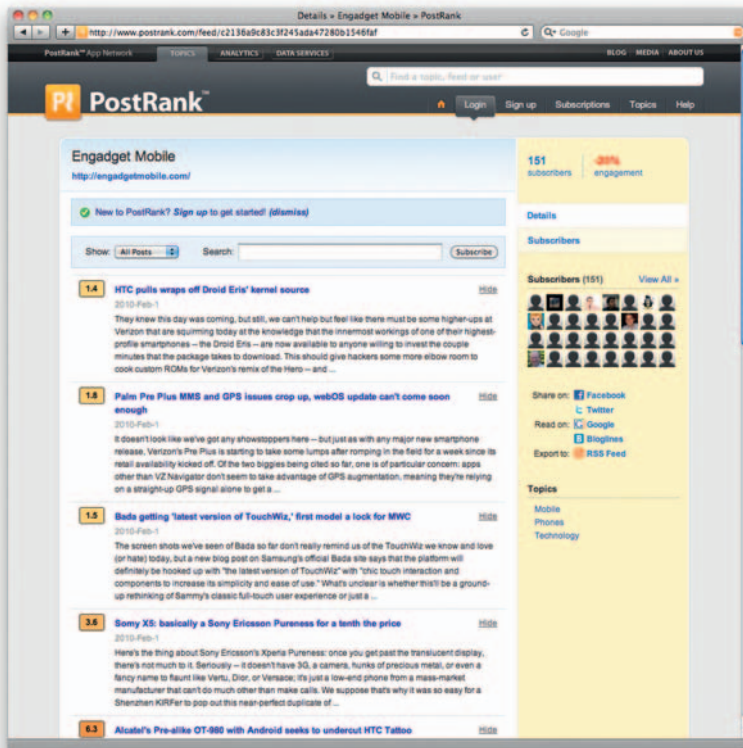 Details » Engadget Mobile » PostRank
http://www.postrank.com/feed/c2136a9c83c3f245ada47280b1546faf
Google
PostRank™ App Network TOPICS ANALYTICS DATA SERVICES BLOG MEDIA ABOUT US
Find a topic, feed or user
PostRank™
Login Sign up Subscriptions Topics Help
Engadget Mobile
http://engadgetmobile.com/
151 subscribers
engagement
New to PostRank? Sign up to get started! (dismiss)
Details
Subscribers
Show: All Posts Search: Subscribe
Subscribers (151) View All »
1.4 HTC pulls wraps off Droid Eris' kernel source Hide
2010-Feb-1
They knew this day was coming, but still, we can't help but feel like there must be some higher-ups at
Verizon that are squirming today at the knowledge that the innermost workings of one of their highest-
profile smartphones -- the Droid Eris -- are now available to anyone willing to invest the couple
minutes that the package takes to download. This should give hackers some more elbow room to
cook custom ROMs for Verizon's remix of the Hero -- and ...
1.8 Palm Pre Plus MMS and GPS issues crop up, webOS update can't come soon
enough Hide
2010-Feb-1
It doesn't look like we've got any showstoppers here -- but just as with any major new smartphone
release, Verizon's Pre Plus is starting to take some lumps after romping in the field for a week since its
retail availability kicked off. Of the two biggies being cited so far, one is of particular concern: apps
other than VZ Navigator don't seem to take advantage of GPS augmentation, meaning they're relying
on a straight-up GPS signal alone to get a ...
Share on: Facebook
Twitter
Read on: Google
Bloglines
Export to: RSS Feed
Topics
Mobile
Phones
Technology
1.5 Bada getting 'latest version of TouchWiz,' first model a lock for MWC Hide
2010-Feb-1
The screen shots we've seen of Bada so far don't really remind us of the TouchWiz we know and love
(or hate) today, but a new blog post on Samsung's official Bada site says that the platform will
definitely be hooked up with "the latest version of TouchWiz" with "chic touch interaction and
components to increase its simplicity and ease of use." What's unclear is whether this'll be a ground-
up rethinking of Sammy's classic full-touch user experience or just a ...
3.6 Somy X5: basically a Sony Ericsson Pureness for a tenth the price Hide
2010-Feb-1
Here's the thing about Sony Ericsson's Xperia Pureness: once you get past the translucent display,
there's not much to it. Seriously -- it doesn't have 3G, a camera, hunks of precious metal, or even a
fancy name to flaunt like Vertu, Dior, or Versace; it's just a low-end phone from a mass-market
manufacturer that can't do much other than make calls. We suppose that's why it was so easy for a
Shenzhen KIRFer to pop out this near-perfect duplicate of ...
6.3 Alcatel's Pre-alike OT-980 with Android seeks to undercut HTC Tattoo Hide